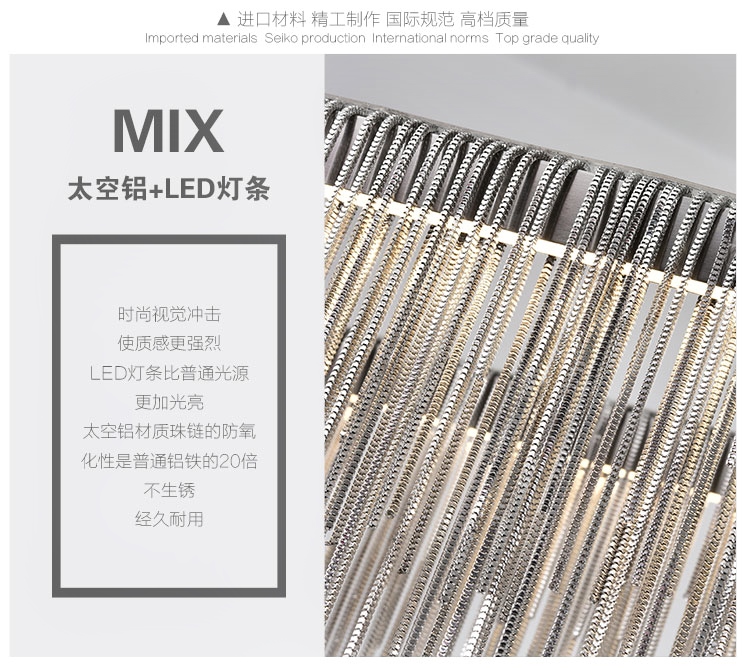 ▲ 进口材料 精工制作 国际规范 高档质量
Imported materials Seiko production International norms Top grade quality
MIX
太空铝+LED灯条
时尚视觉冲击
使质感更强烈
LED灯条比普通光源
更加光亮
太空铝材质珠链的防氧
化性是普通铝铁的20倍
不生锈
经久耐用